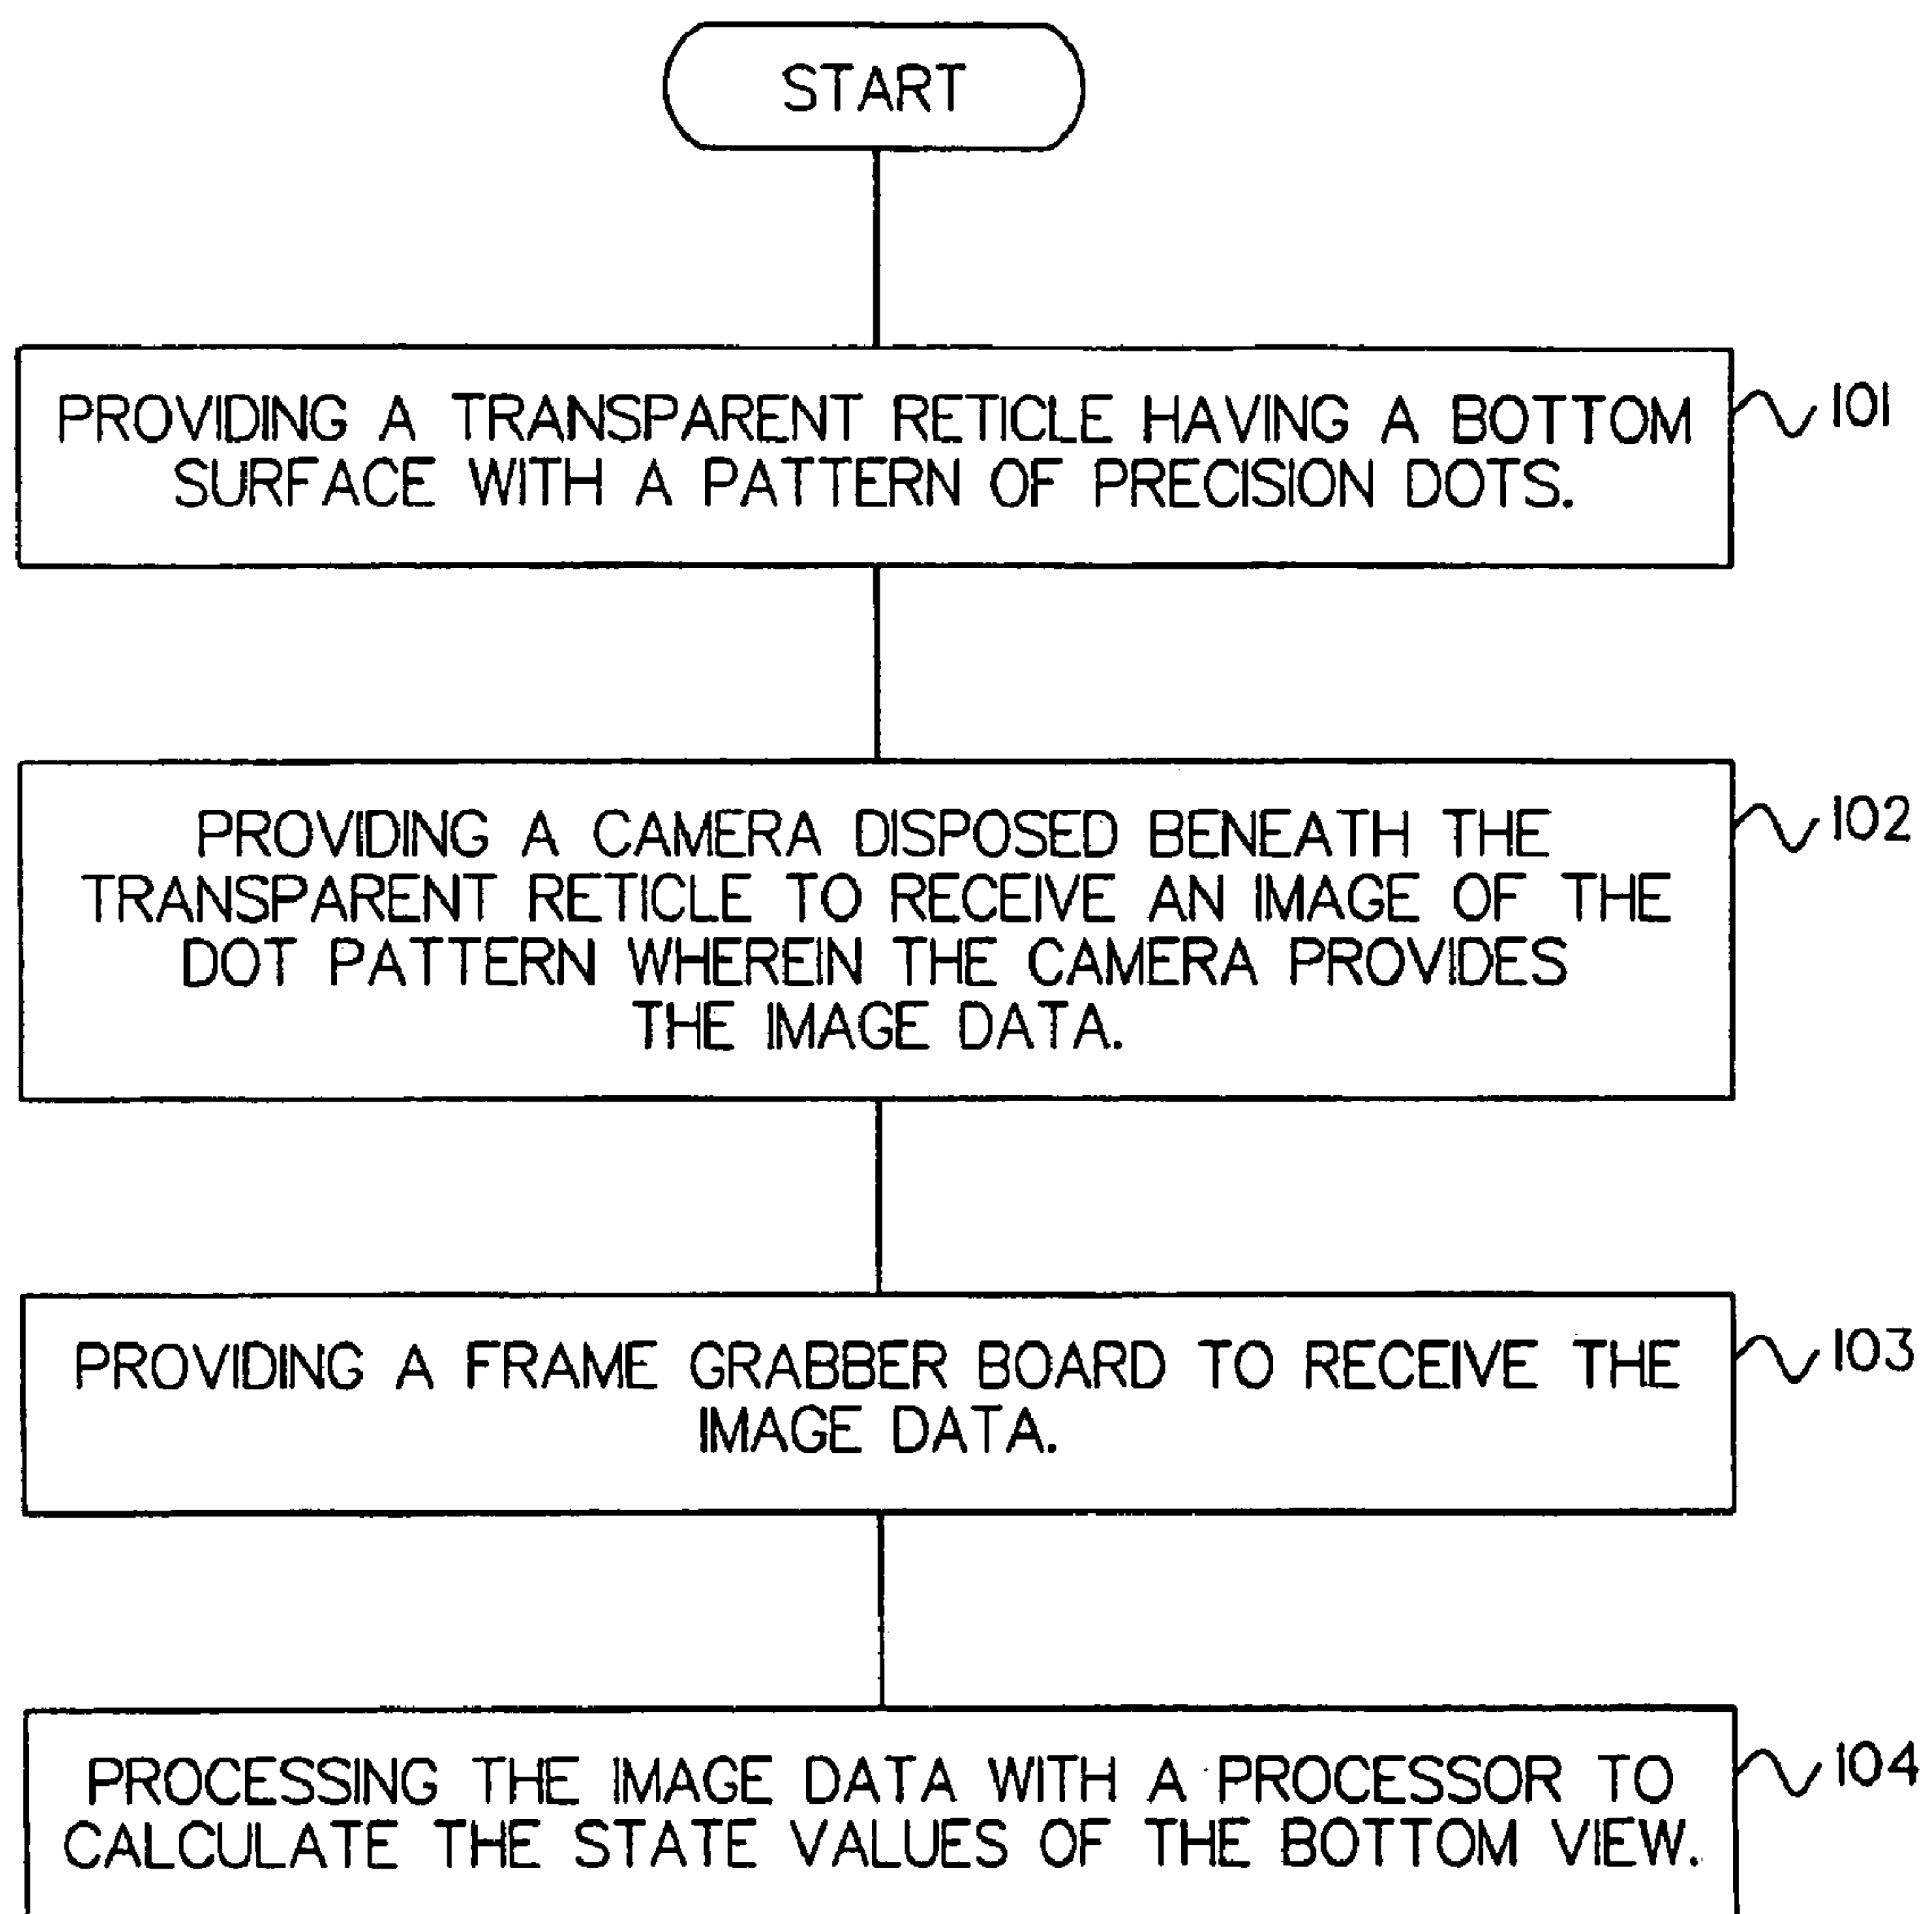 START
PROVIDING A TRANSPARENT RETICLE HAVING A BOTTOM
SURFACE WITH A PATTERN OF PRECISION DOTS.
101
PROVIDING A CAMERA DISPOSED BENEATH THE
TRANSPARENT RETICLE TO RECEIVE AN IMAGE OF THE
DOT PATTERN WHEREIN THE CAMERA PROVIDES
THE IMAGE DATA.
102
PROVIDING A FRAME GRABBER BOARD TO RECEIVE THE
IMAGE DATA.
103
PROCESSING THE IMAGE DATA WITH A PROCESSOR TO
CALCULATE THE STATE VALUES OF THE BOTTOM VIEW.
104